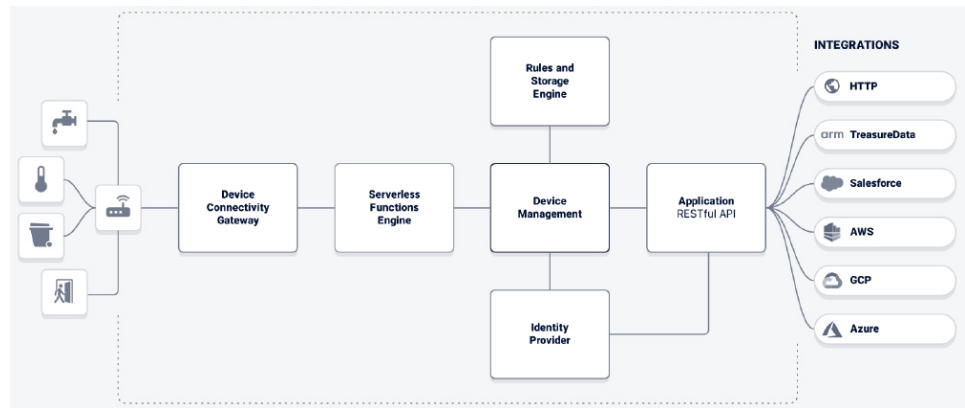 Rules and
Storage
Engine
INTEGRATIONS
HTTP
arm TreasureData
Salesforce
AWS
GCP
Azure
Device
Connectivity
Gateway
Serverless
Functions
Engine
Device
Management
Application
RESTful API
Identity
Provider